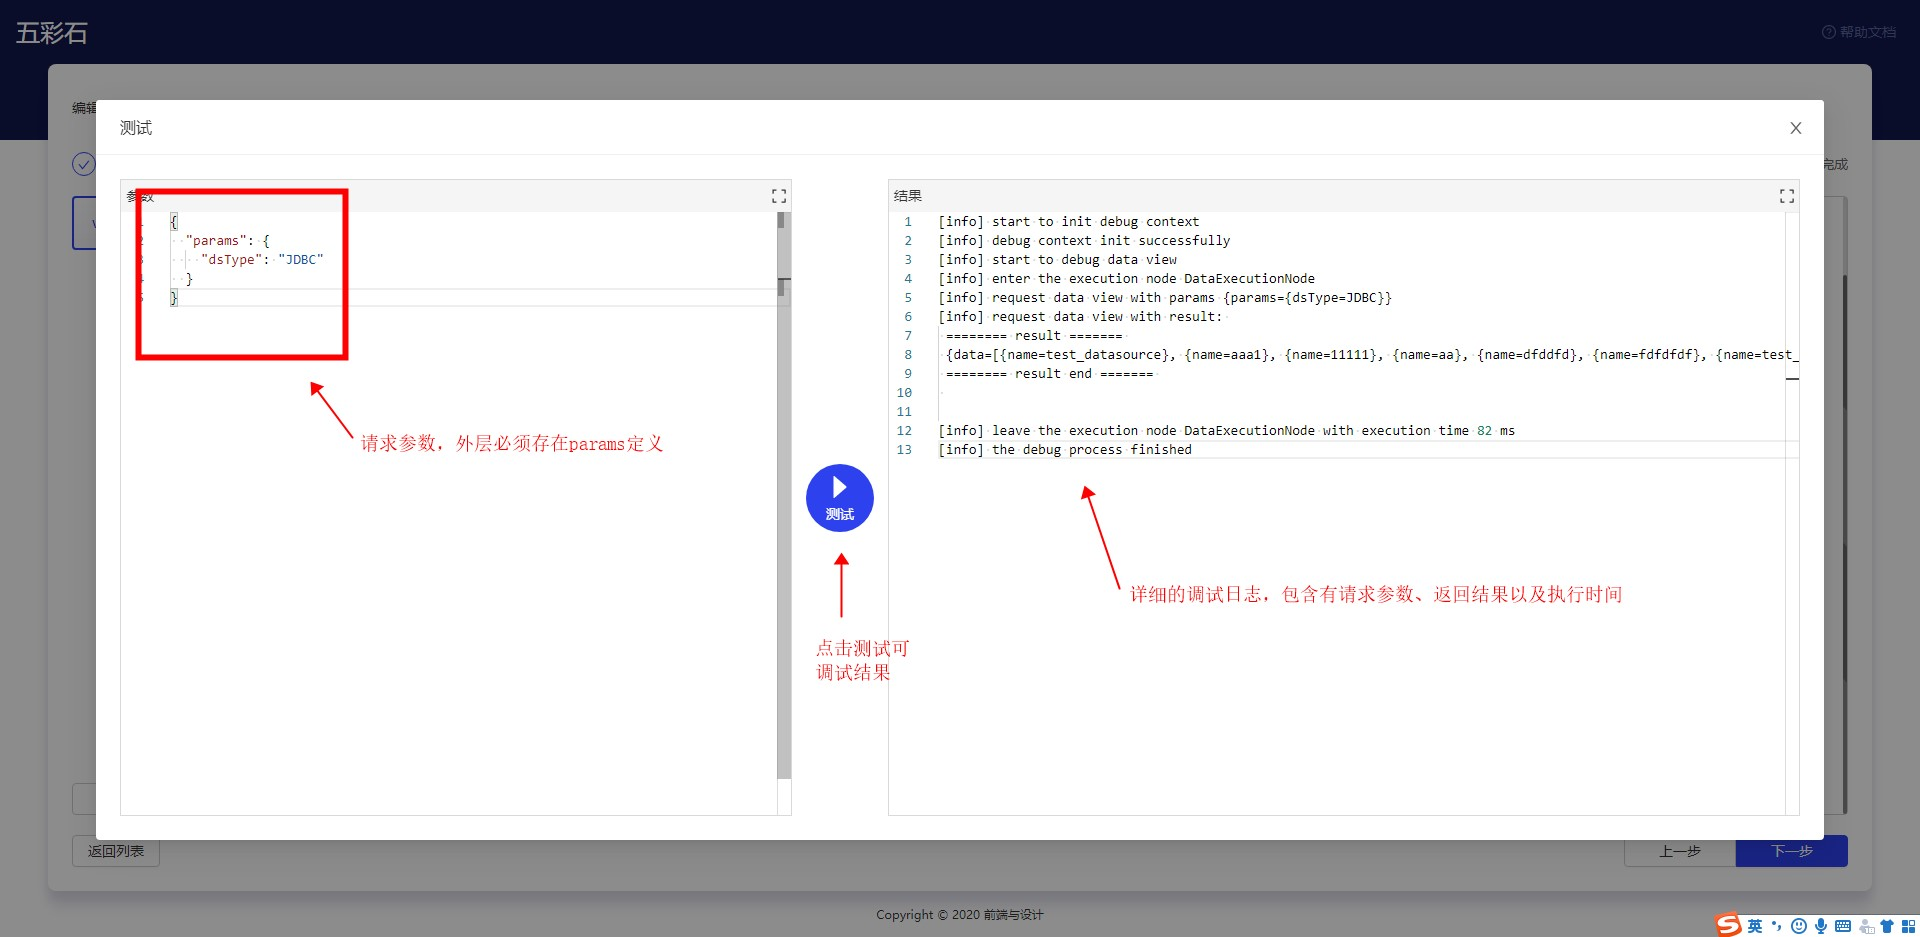 五彩石
帮助文档
编辑
测试
完成
参数
1 {
2 "params": {
3 "dsType": "JDBC"
4 }
5 }
请求参数，外层必须存在params定义
测试
点击测试可
调试结果
结果
1 [info] start to init debug context
2 [info] debug context init successfully
3 [info] start to debug data view
4 [info] enter the execution node DataExecutionNode
5 [info] request data view with params {params={dsType=JDBC}}
6 [info] request data view with result:
7 ======== result =======
8 {data=[{name=test_datasource}, {name=aaa1}, {name=11111}, {name=aa}, {name=dfddfd}, {name=fdfdfdf}, {name=test_
9 ======== result end =======
10
11
12 [info] leave the execution node DataExecutionNode with execution time 82 ms
13 [info] the debug process finished
详细的调试日志，包含有请求参数、返回结果以及执行时间
返回列表
上一步
下一步
Copyright © 2020 前端与设计
英